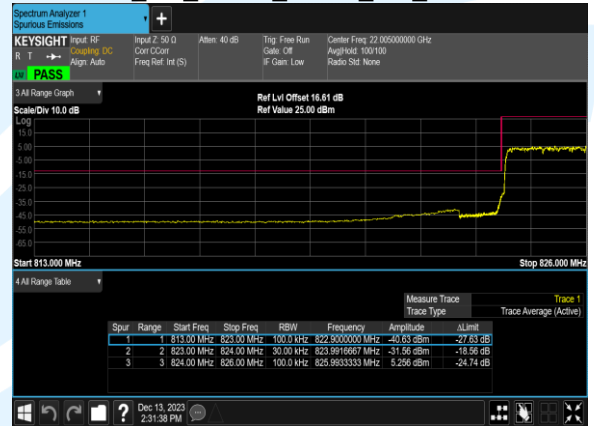 Spectrum Analyzer 1
Spurious Emissions
+
KEYSIGHT Input: RF Input Z: 50 Ω Atten: 40 dB Trig: Free Run Center Freq: 22.005000000 GHz
R T Coupling: DC Corr CCorr Gate: Off Avg|Hold: 100/100
Align: Auto Freq Ref: Int (S) IF Gain: Low Radio Std: None
PASS
3 All Range Graph
Ref Lvl Offset 16.61 dB
Scale/Div 10.0 dB Ref Value 25.00 dBm
Log
15.0
5.00
-5.00
-15.0
-25.0
-35.0
-45.0
-55.0
-65.0
Start 813.000 MHz Stop 826.000 MHz
4 All Range Table
Measure Trace Trace 1
Trace Type Trace Average (Active)
Spur Range Start Freq Stop Freq RBW Frequency Amplitude ΔLimit
1 1 813.00 MHz 823.00 MHz 100.0 kHz 822.9000000 MHz -40.63 dBm -27.63 dB
2 2 823.00 MHz 824.00 MHz 30.00 kHz 823.9916667 MHz -31.56 dBm -18.56 dB
3 3 824.00 MHz 826.00 MHz 100.0 kHz 825.9933333 MHz 5.256 dBm -24.74 dB
? Dec 13, 2023
2:31:38 PM